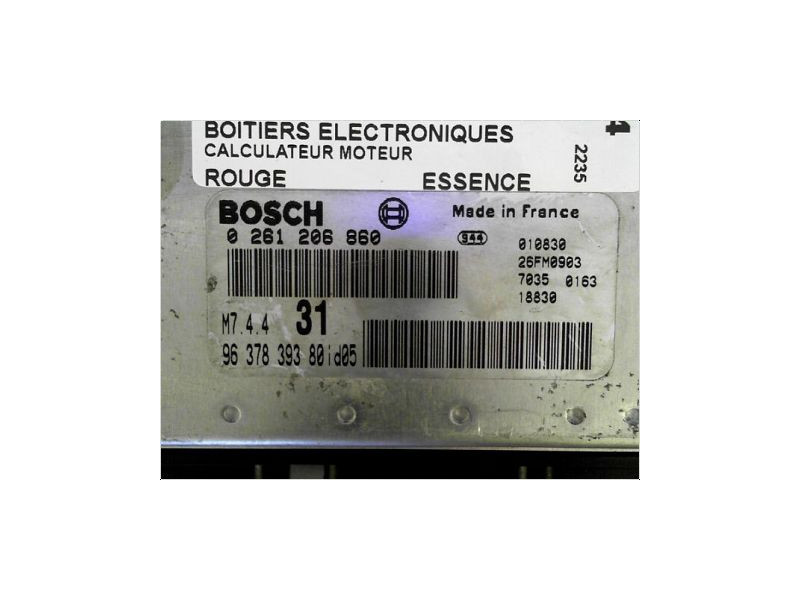 BOITIERS ELECTRONIQUES
CALCULATEUR MOTEUR
ROUGE ESSENCE
2235
BOSCH Made in France
0 261 206 860 944 010830
26FM0903
7035 0163
18830
M7.4.4 31
96 378 393 80id05